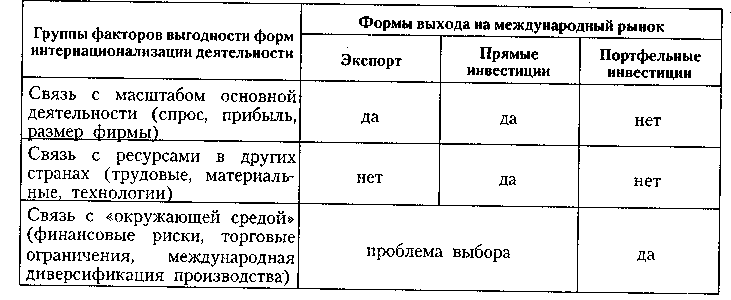 Группы факторов выгодности форм
интернационализации деятельности
Формы выхода на международный рынок
Экспорт
Прямые
инвестиции
Портфельные
инвестиции
Связь с масштабом основной
деятельности (спрос, прибыль,
размер фирмы)
да
да
нет
Связь с ресурсами в других
странах (трудовые, материаль-
ные, технологии)
нет
да
нет
Связь с «окружающей средой»
(финансовые риски, торговые
ограничения, международная
диверсификация производства)
проблема выбора
да